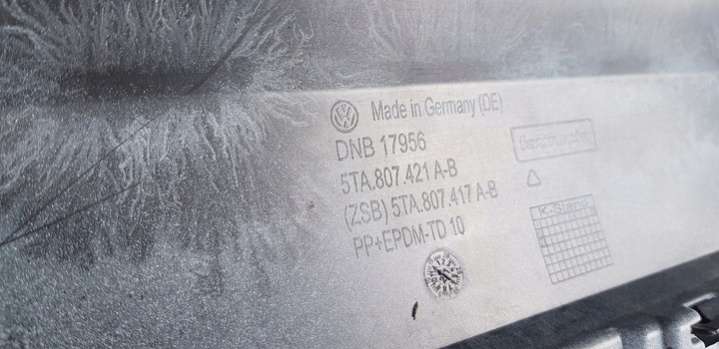 Made in Germany (DE)
DNB 17956
5TA.807.421 A-B
(ZSB) 5TA.807.417 A-B
PP+EPDM-TD 10